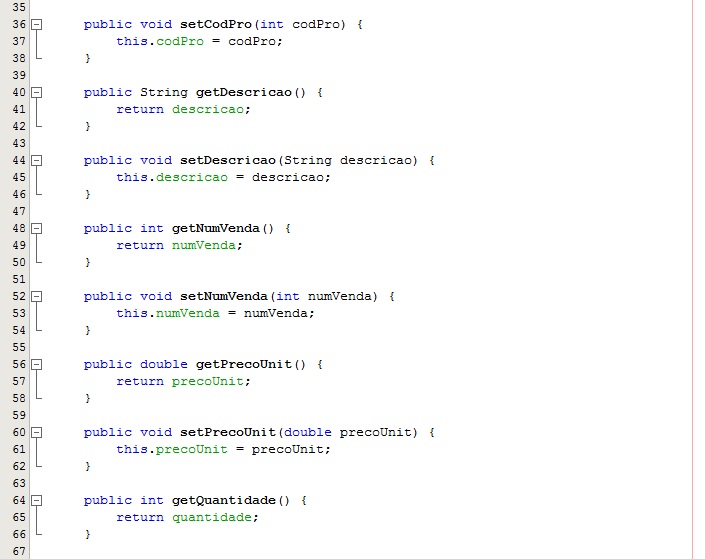 35
36 public void setCodPro(int codPro) {
37 this.codPro = codPro;
38 }
39
40 public String getDescricao() {
41 return descricao;
42 }
43
44 public void setDescricao(String descricao) {
45 this.descricao = descricao;
46 }
47
48 public int getNumVenda() {
49 return numVenda;
50 }
51
52 public void setNumVenda(int numVenda) {
53 this.numVenda = numVenda;
54 }
55
56 public double getPrecoUnit() {
57 return precoUnit;
58 }
59
60 public void setPrecoUnit(double precoUnit) {
61 this.precoUnit = precoUnit;
62 }
63
64 public int getQuantidade() {
65 return quantidade;
66 }
67